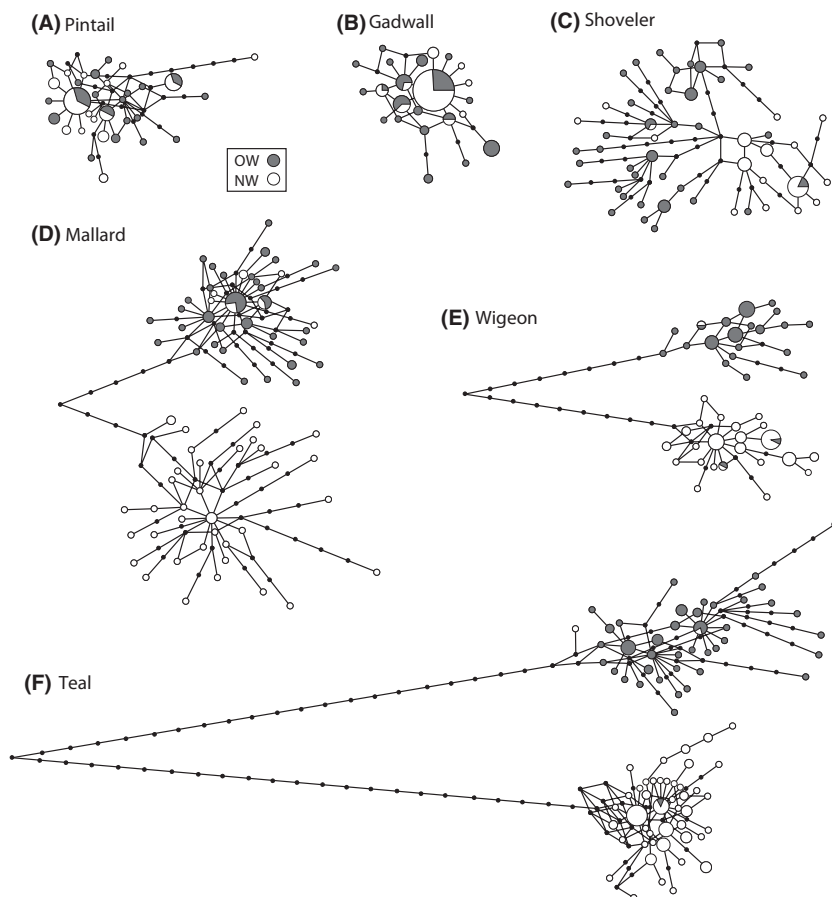 (A) Pintail
(B) Gadwall
(C) Shoveler
OW
NW
(D) Mallard
(E) Wigeon
(F) Teal